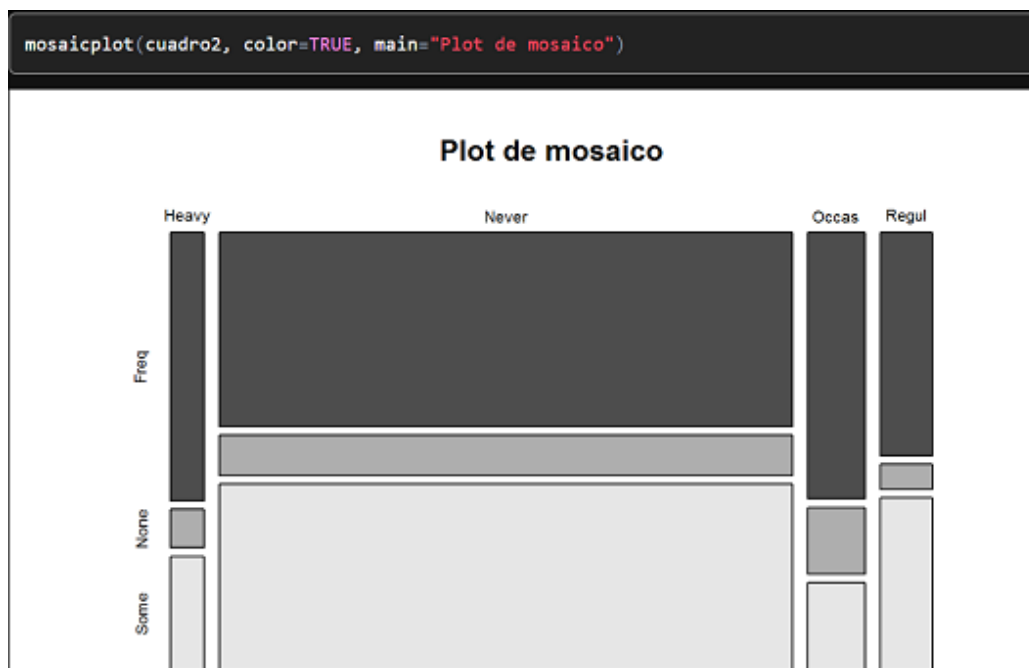 mosaicplot(cuadro2, color=TRUE, main="Plot de mosaico")
Plot de mosaico
Heavy Never Occas Regul
Freq
None
Some